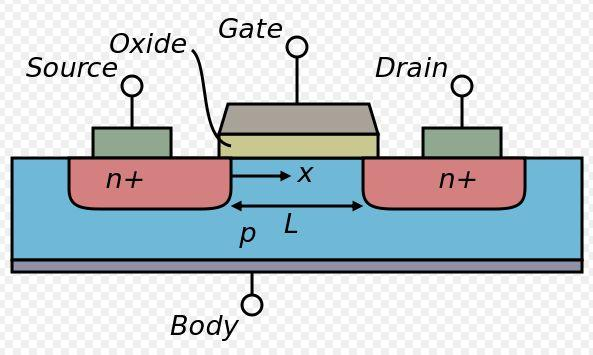 Gate
Oxide
Source
Drain
n+
x
n+
L
p
Body